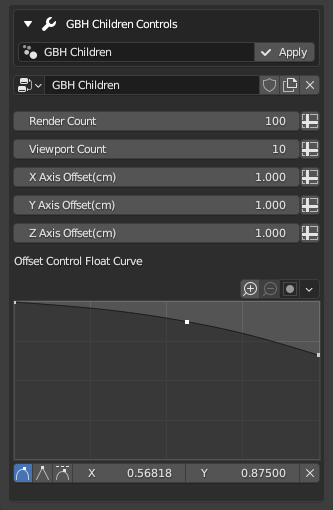 GBH Children Controls
GBH Children Apply
GBH Children
Render Count 100
Viewport Count 10
X Axis Offset(cm) 1.000
Y Axis Offset(cm) 1.000
Z Axis Offset(cm) 1.000
Offset Control Float Curve
X 0.56818 Y 0.87500